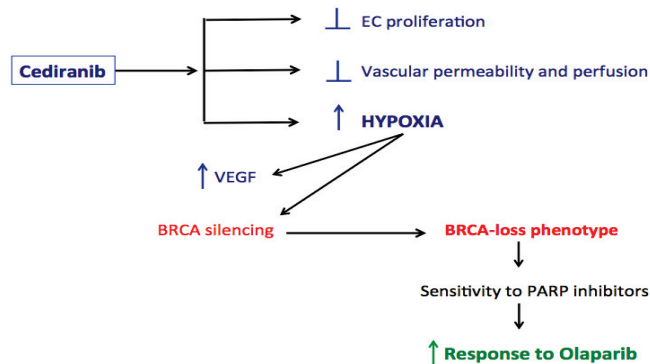 EC proliferation
Cediranib
Vascular permeability and perfusion
HYPOXIA
VEGF
BRCA silencing
BRCA-loss phenotype
Sensitivity to PARP inhibitors
Response to Olaparib